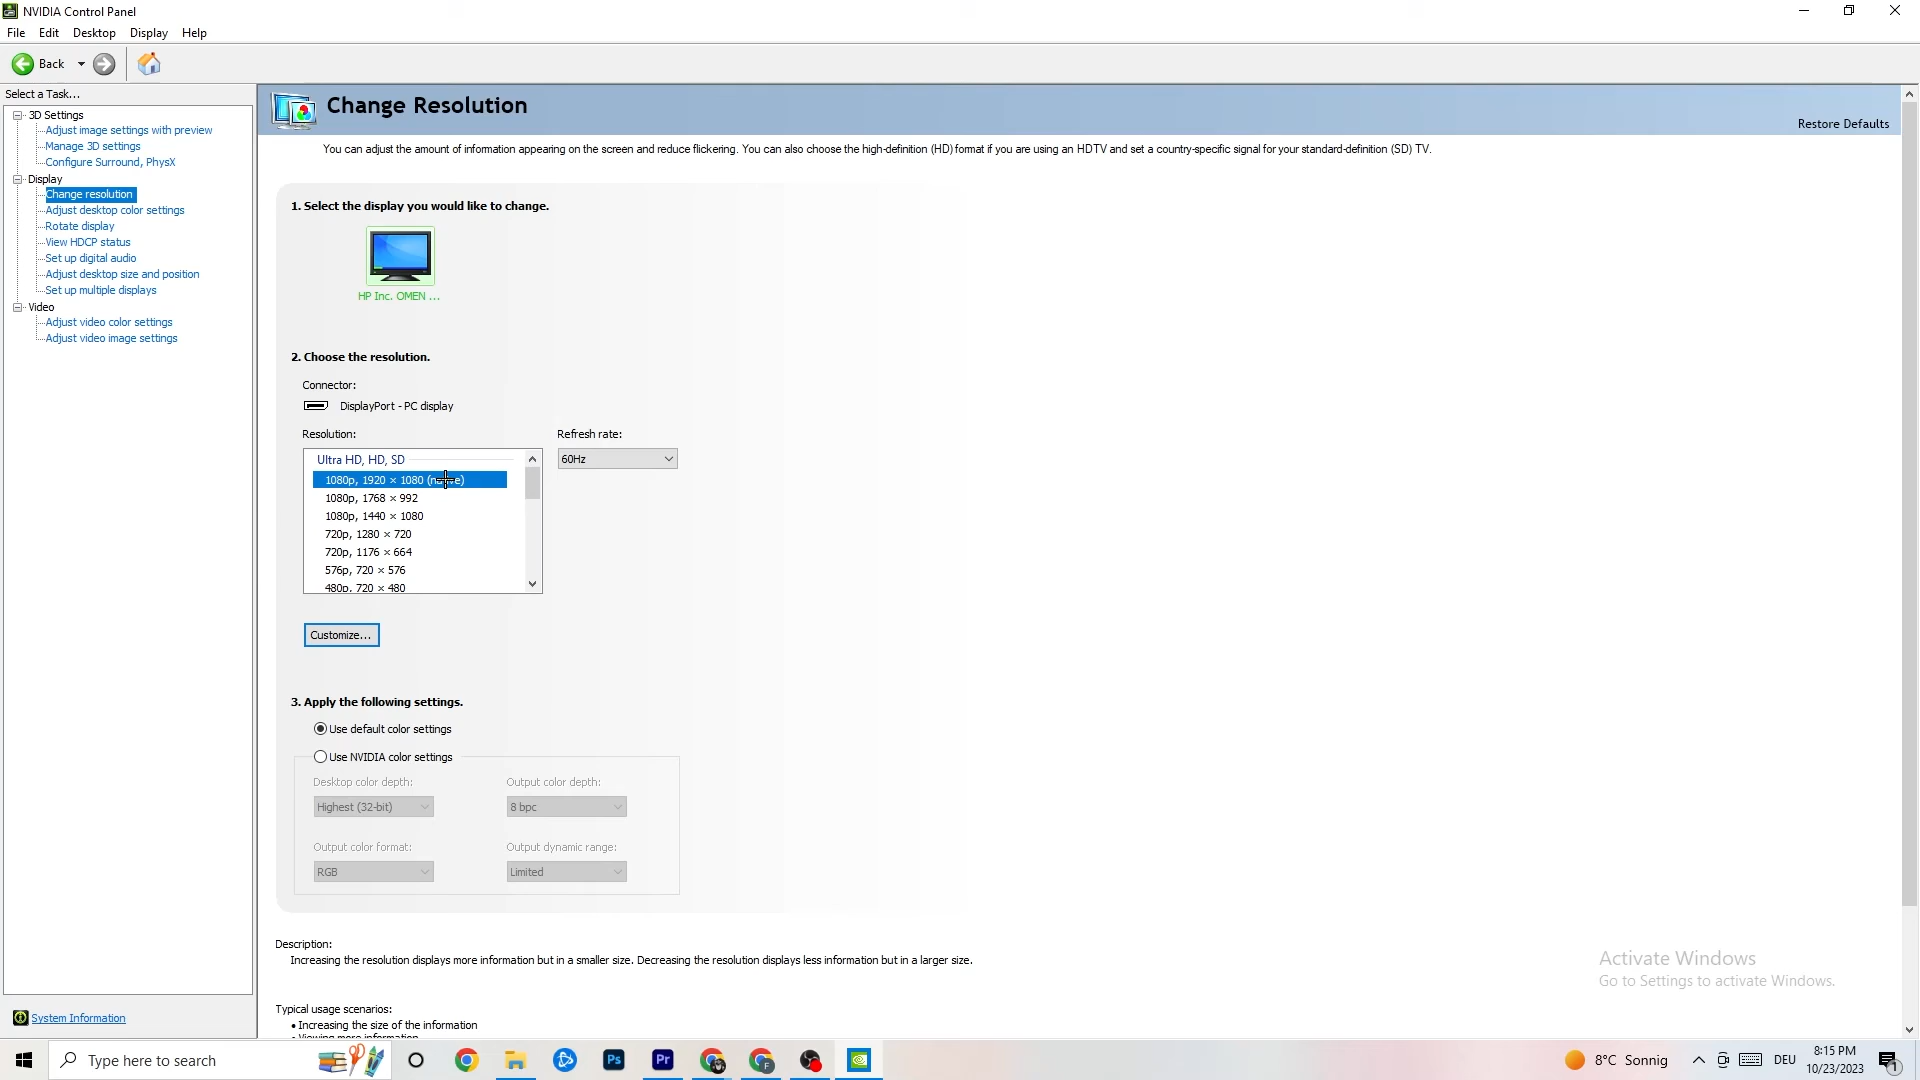 NVIDIA Control Panel
File Edit Desktop Display Help
Back
Select a Task...
3D Settings
Adjust image settings with preview
Manage 3D settings
Configure Surround, PhysX
Display
Change resolution
Adjust desktop color settings
Rotate display
View HDCP status
Set up digital audio
Adjust desktop size and position
Set up multiple displays
Video
Adjust video color settings
Adjust video image settings
System Information
Change Resolution
Restore Defaults
You can adjust the amount of information appearing on the screen and reduce flickering. You can also choose the high-definition (HD) format if you are using an HDTV and set a country-specific signal for your standard-definition (SD) TV.
1. Select the display you would like to change.
HP Inc. OMEN ...
2. Choose the resolution.
Connector:
DisplayPort - PC display
Resolution:
Refresh rate:
Ultra HD, HD, SD
60Hz
1080p, 1920 × 1080
1080p, 1768 × 992
1080p, 1440 × 1080
720p, 1280 × 720
720p, 1176 × 664
576p, 720 × 576
480p, 720 × 480
Customize...
3. Apply the following settings.
Use default color settings
Use NVIDIA color settings
Desktop color depth:
Output color depth:
Highest (32-bit)
8 bpc
Output color format:
Output dynamic range:
RGB
Limited
Description:
Increasing the resolution displays more information but in a smaller size. Decreasing the resolution displays less information but in a larger size.
Typical usage scenarios:
• Increasing the size of the information
• Viewing more information
Activate Windows
Go to Settings to activate Windows.
Type here to search
Ps
Pr
F
8°C Sonnig
DEU
8:15 PM
10/23/2023
1